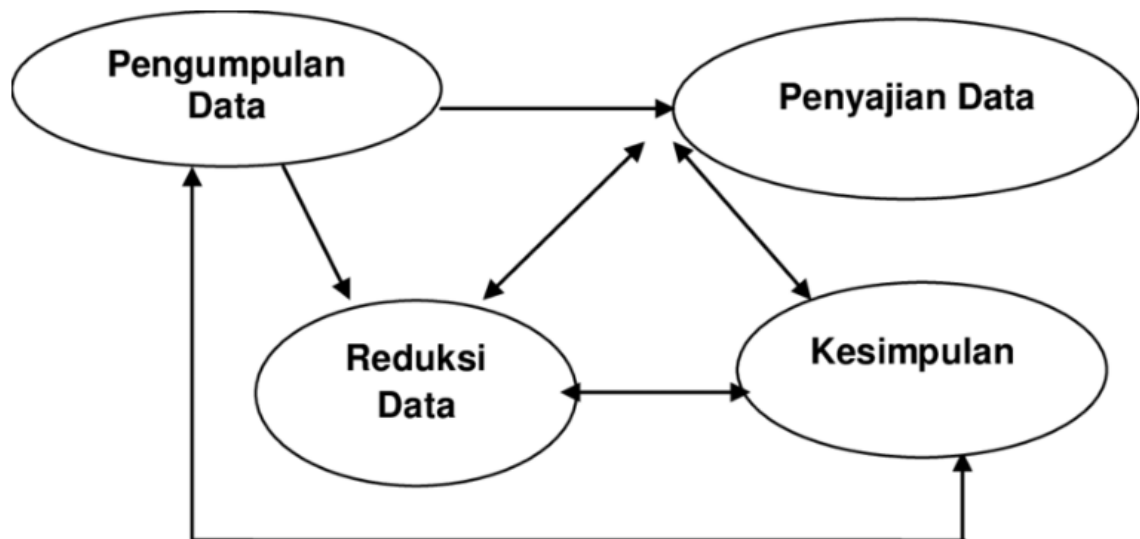 Pengumpulan
Data
Penyajian Data
Reduksi
Data
Kesimpulan